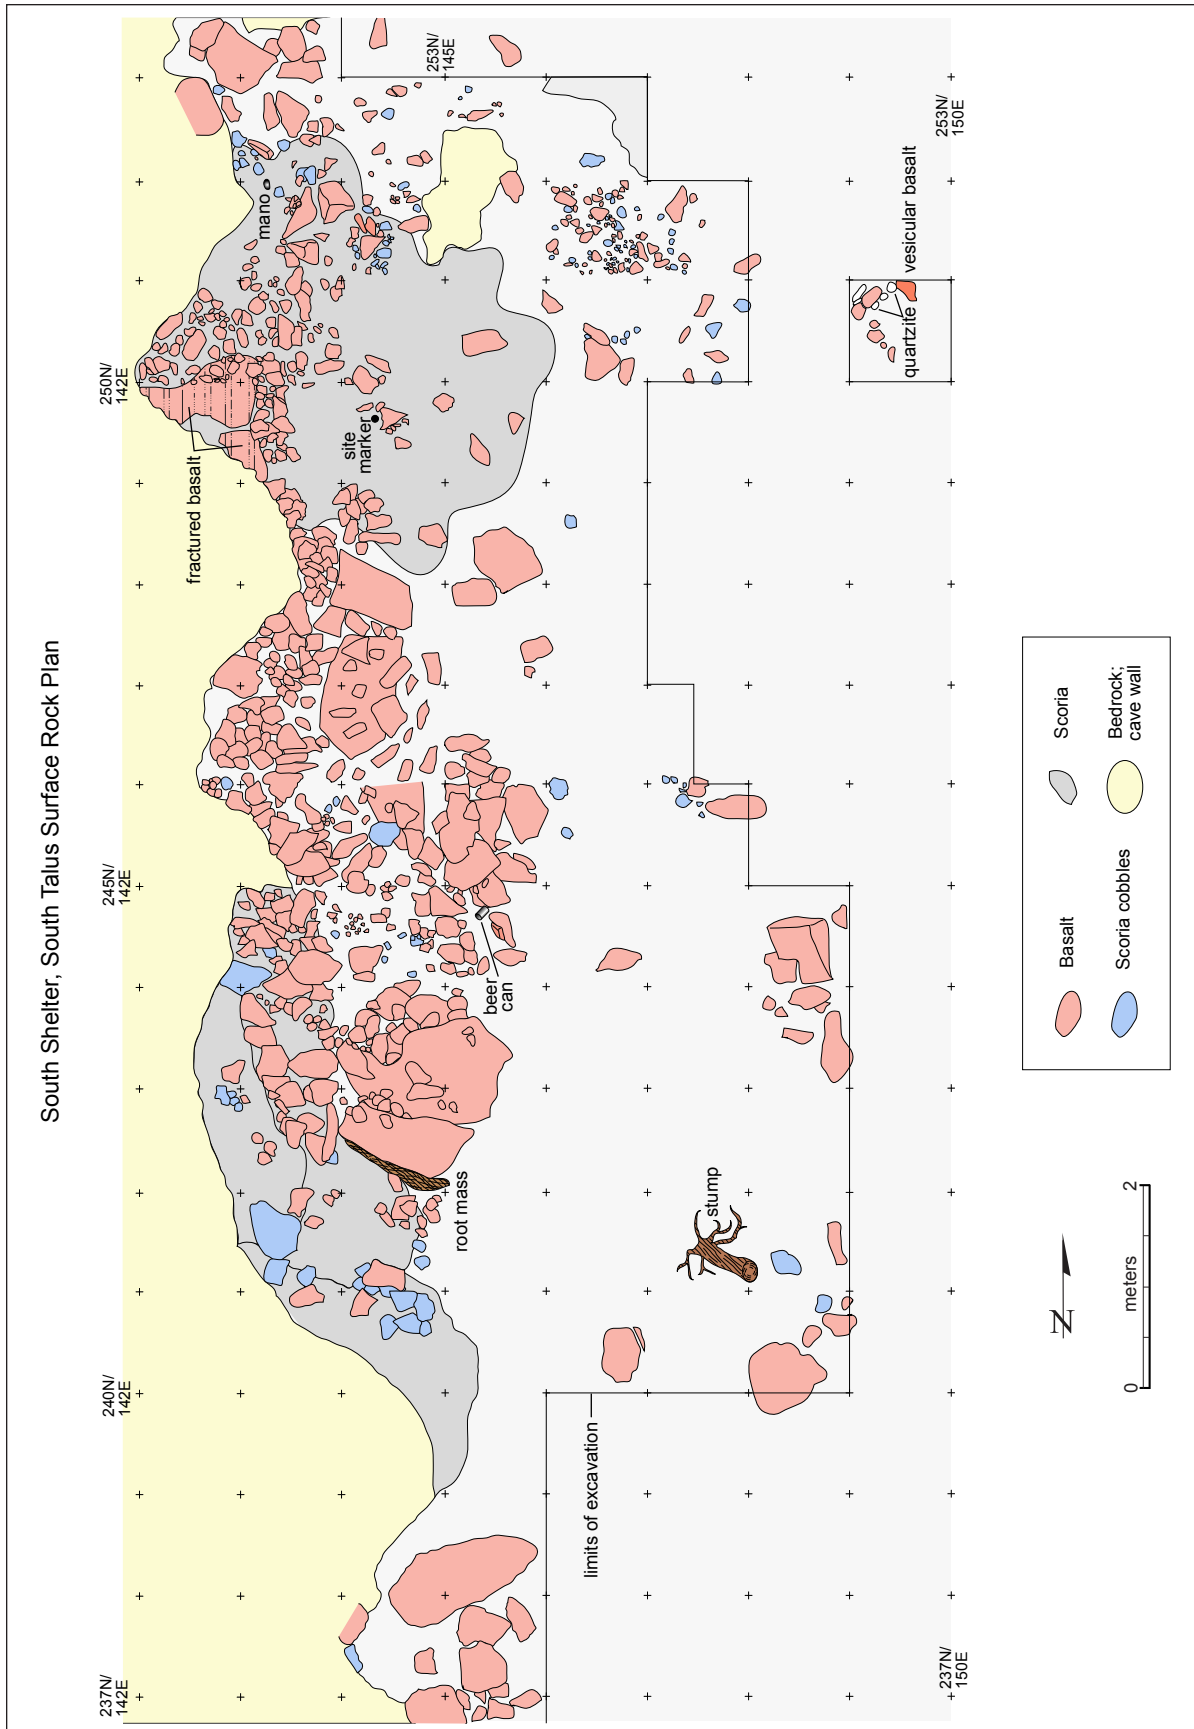 South Shelter, South Talus Surface Rock Plan
237N/
142E
240N/
142E
245N/
142E
250N/
142E
253N/
145E
fractured basalt
mano
site
marker
beer
can
root mass
stump
limits of excavation
quartzite
vesicular basalt
237N/
150E
253N/
150E
N
0
meters
2
Basalt
Scoria
Scoria cobbles
Bedrock;
cave wall